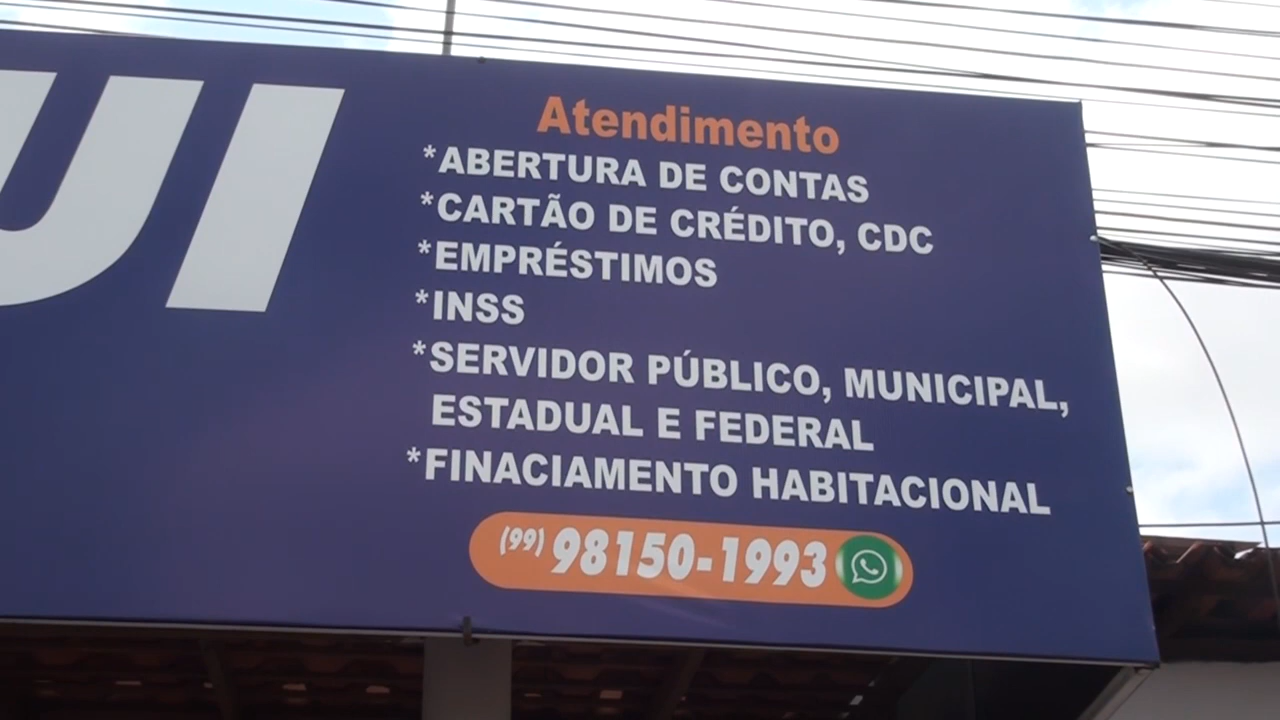 UI
Atendimento
*ABERTURA DE CONTAS
*CARTÃO DE CRÉDITO, CDC
*EMPRÉSTIMOS
*INSS
*SERVIDOR PÚBLICO, MUNICIPAL,
ESTADUAL E FEDERAL
*FINACIAMENTO HABITACIONAL
(99) 98150-1993